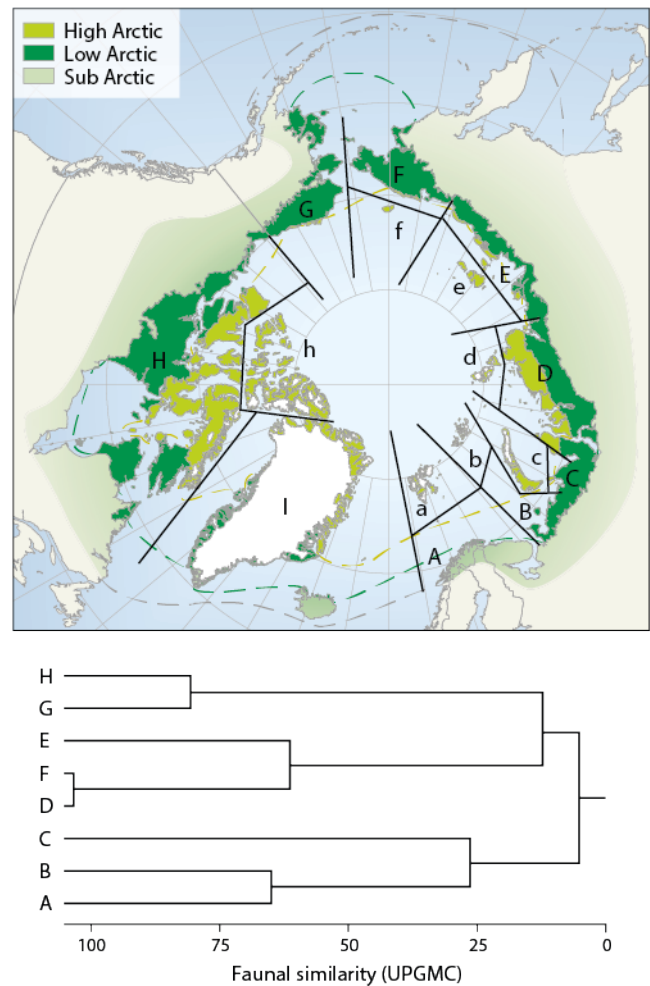 High Arctic
Low Arctic
Sub Arctic
F
G
f
E
e
H
h
d
D
b
c
C
a
B
I
A
H
G
E
F
D
C
B
A
100 75 50 25 0
Faunal similarity (UPGMC)